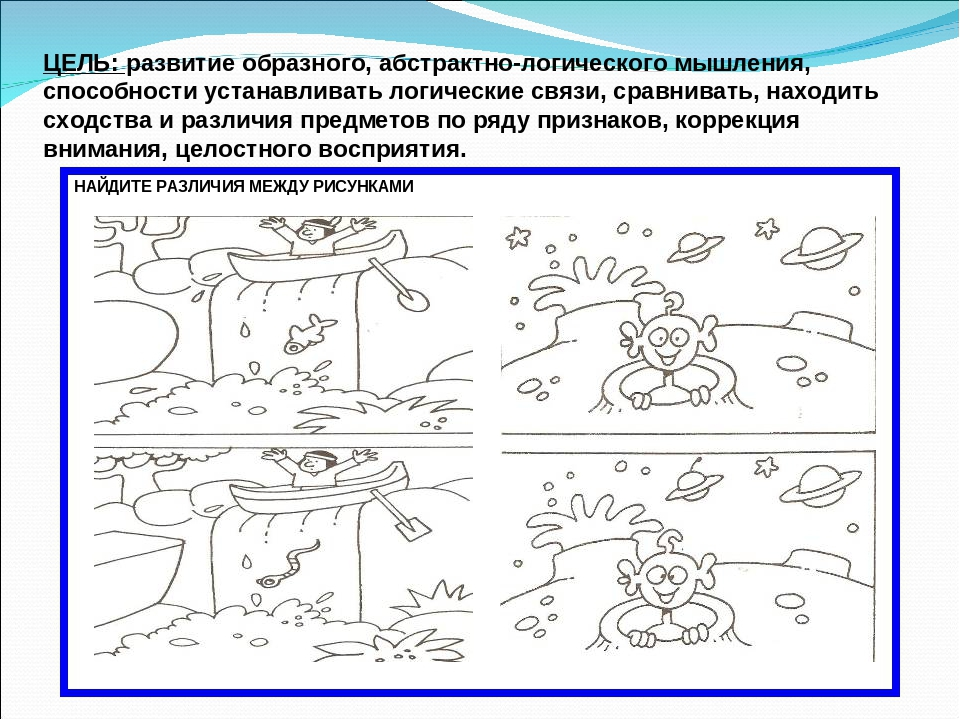 ЦЕЛЬ: развитие образного, абстрактно-логического мышления,
способности устанавливать логические связи, сравнивать, находить
сходства и различия предметов по ряду признаков, коррекция
внимания, целостного восприятия.
НАЙДИТЕ РАЗЛИЧИЯ МЕЖДУ РИСУНКАМИ